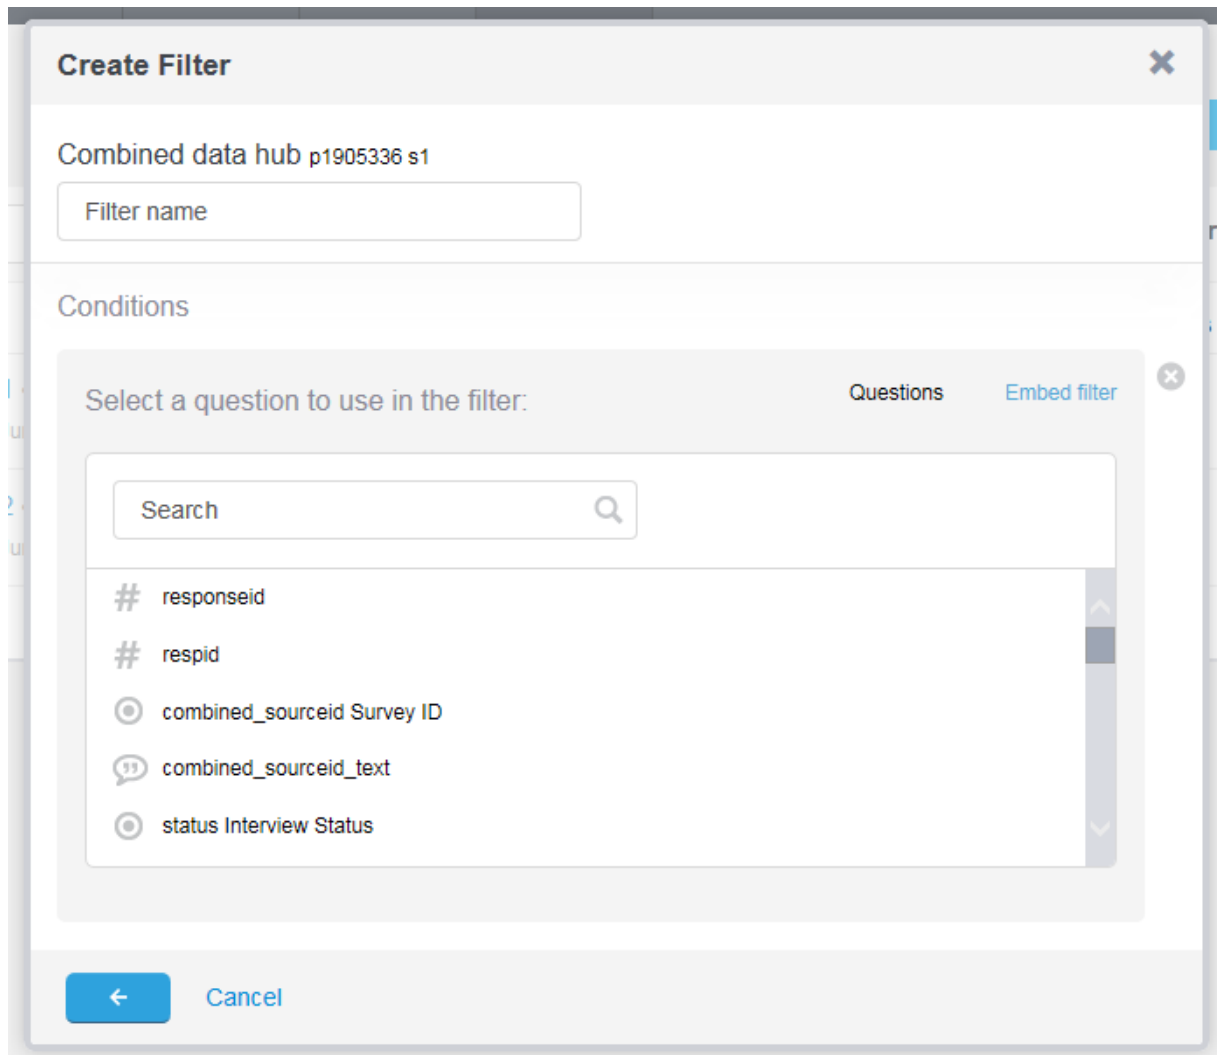 Create Filter
Combined data hub p1905336 s1
Filter name
Conditions
Select a question to use in the filter:
Questions
Embed filter
Search
# responseid
# respid
combined_sourceid Survey ID
combined_sourceid_text
status Interview Status
Cancel